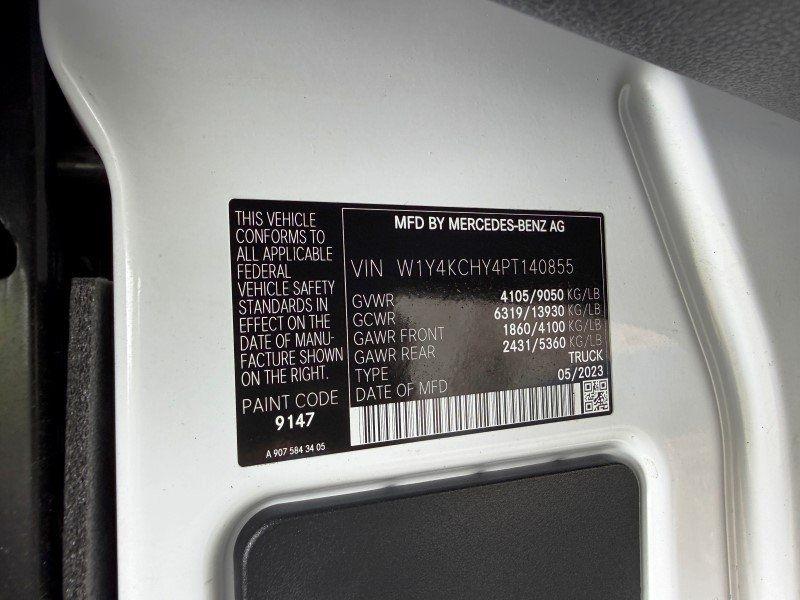 THIS VEHICLE
CONFORMS TO
ALL APPLICABLE
FEDERAL
VEHICLE SAFETY
STANDARDS IN
EFFECT ON THE
DATE OF MANU-
FACTURE SHOWN
ON THE RIGHT.
PAINT CODE
9147
A 907 584 34 05
MFD BY MERCEDES-BENZ AG
VIN W1Y4KCHY4PT140855
GVWR 4105/9050 KG/LB
GCWR 6319/13930 KG/LB
GAWR FRONT 1860/4100 KG/LB
GAWR REAR 2431/5360 KG/LB
TYPE TRUCK
DATE OF MFD 05/2023